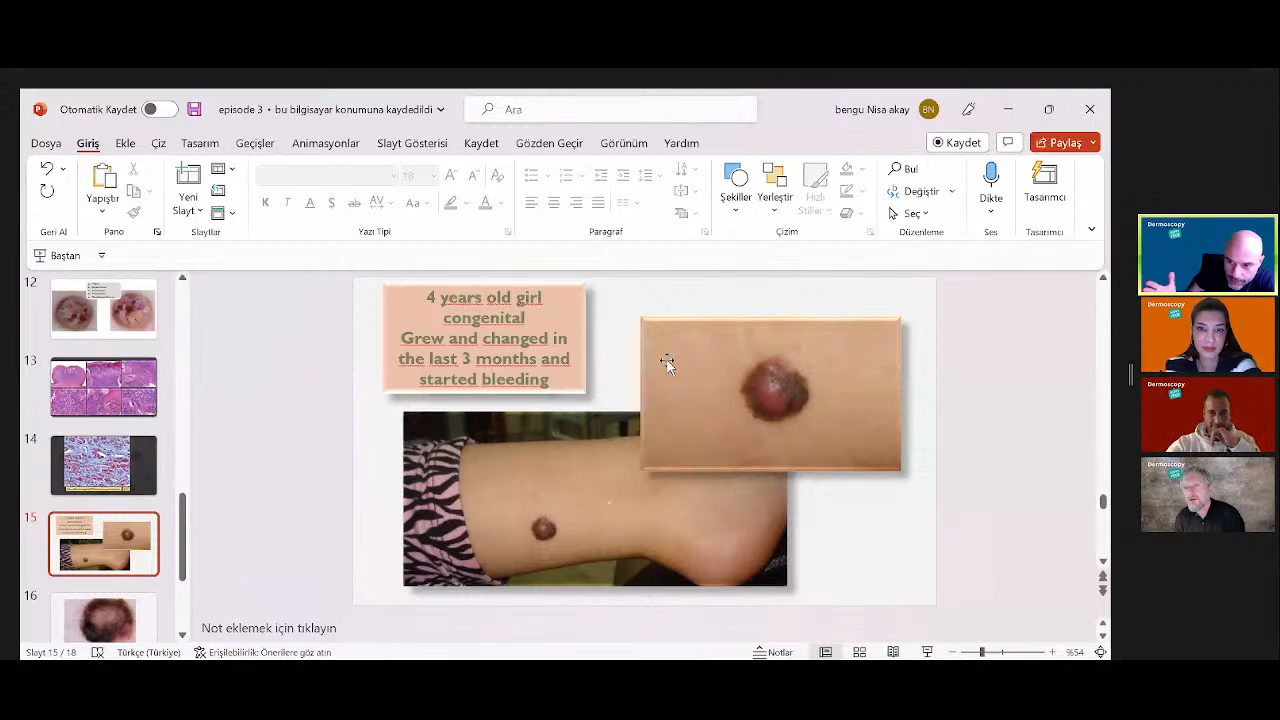 Otomatik Kaydet
episode 3 • bu bilgisayar konumuna kaydedildi
Ara
bengu Nisa akay
BN
Dosya
Giriş
Ekle
Çiz
Tasarım
Geçişler
Animasyonlar
Slayt Gösterisi
Kaydet
Gözden Geçir
Görünüm
Yardım
Kaydet
Paylaş
Yapıştır
Yeni
Slayt
18
Şekiller
Yerleştir
Hızlı
Stiller
Bul
Değiştir
Seç
Dikte
Tasarımcı
Geri Al
Pano
Slaytlar
Yazı Tipi
Paragraf
Çizim
Düzenleme
Ses
Tasarımcı
Baştan
12
13
14
15
16
4 years old girl
congenital
Grew and changed in
the last 3 months and
started bleeding
Not eklemek için tıklayın
Slayt 15 / 18
Türkçe (Türkiye)
Erişilebilirlik: Önerilere göz atın
Notlar
%54
Dermoscopy
Dermoscopy
Dermoscopy
Dermoscopy